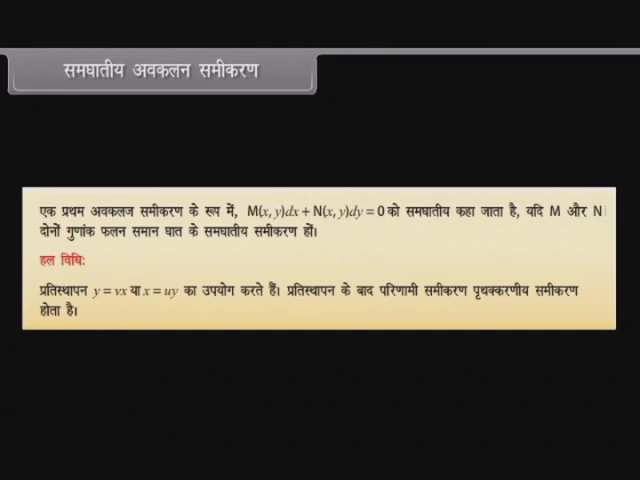 समघातीय अवकलन समीकरण
एक प्रथम अवकलज समीकरण के रूप में, M(x, y)dx + N(x, y)dy = 0 को समघातीय कहा जाता है, यदि M और N
दोनों गुणांक फलन समान घात के समघातीय समीकरण हों।
हल विधि:
प्रतिस्थापन y = vx या x = uy का उपयोग करते हैं। प्रतिस्थापन के बाद परिणामी समीकरण पृथक्करणीय समीकरण
होता है।